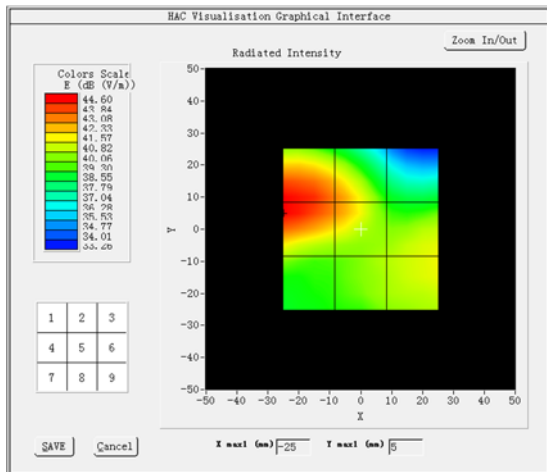 HAC Visualisation Graphical Interface
Zoom In/Out
Radiated Intensity
Colors Scale
E (dB (V/m))
44.60
43.84
43.08
42.33
41.57
40.82
40.06
39.30
38.55
37.79
37.04
36.28
35.53
34.77
34.01
33.26
50
40
30
20
10
0
-10
-20
-30
-40
-50
Y
-50 -40 -30 -20 -10 0 10 20 30 40 50
X
1 2 3
4 5 6
7 8 9
SAVE Cancel
X max1 (mm) -25 Y max1 (mm) 5